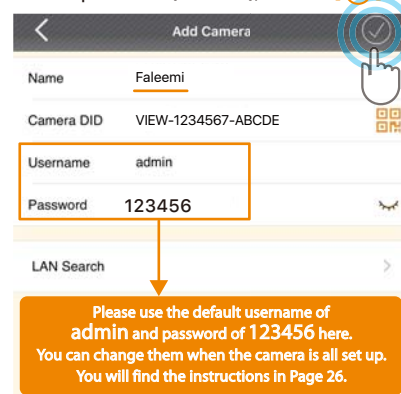 Add Camera
Name Faleemi
Camera DID VIEW-1234567-ABCDE
Username admin
Password 123456
LAN Search
Please use the default username of
admin and password of 123456 here.
You can change them when the camera is all set up.
You will find the instructions in Page 26.